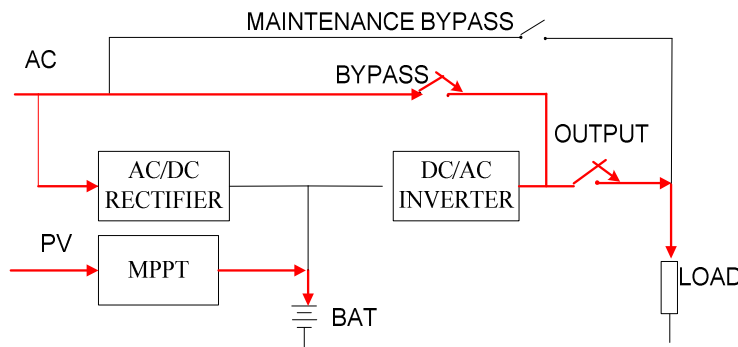 MAINTENANCE BYPASS
AC
BYPASS
OUTPUT
AC/DC
RECTIFIER
DC/AC
INVERTER
PV
MPPT
LOAD
BAT